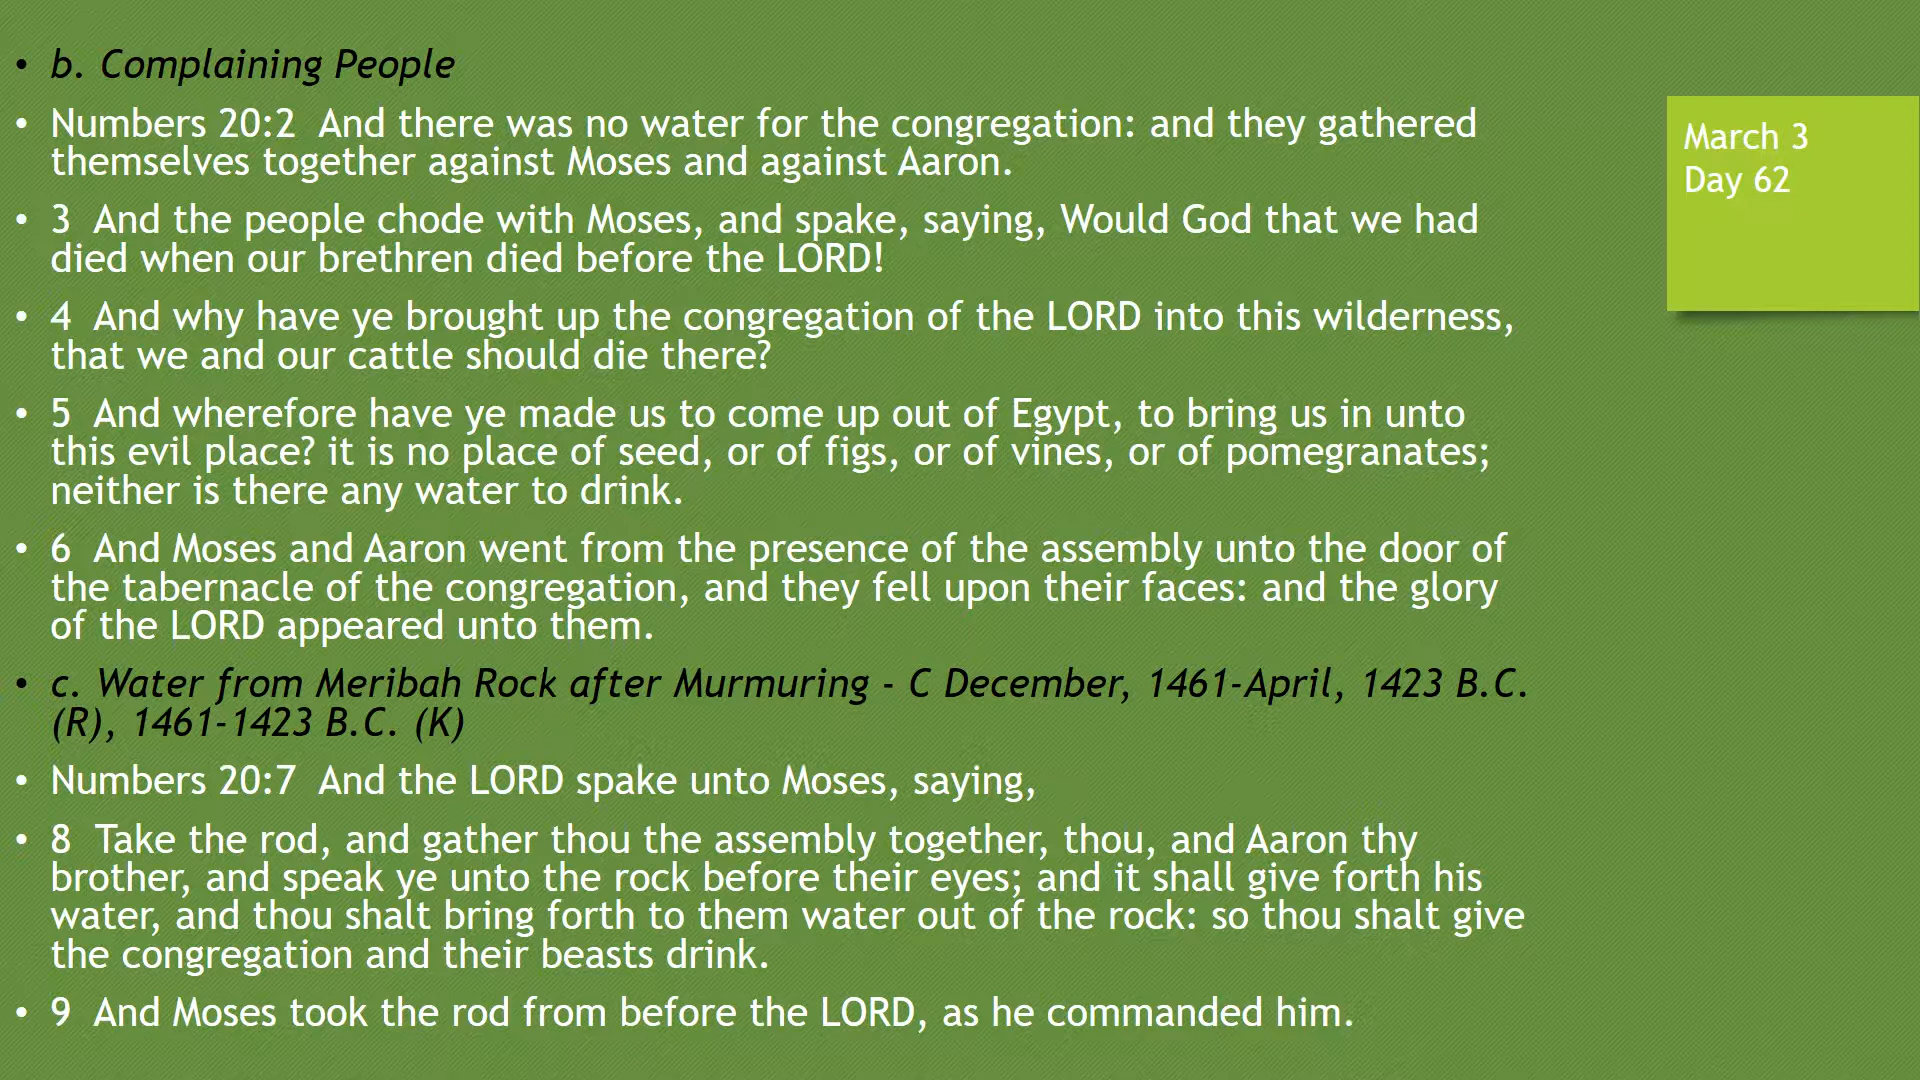 • b. Complaining People
• Numbers 20:2  And there was no water for the congregation: and they gathered
themselves together against Moses and against Aaron.
• 3  And the people chode with Moses, and spake, saying, Would God that we had
died when our brethren died before the LORD!
• 4  And why have ye brought up the congregation of the LORD into this wilderness,
that we and our cattle should die there?
• 5  And wherefore have ye made us to come up out of Egypt, to bring us in unto
this evil place? it is no place of seed, or of figs, or of vines, or of pomegranates;
neither is there any water to drink.
• 6  And Moses and Aaron went from the presence of the assembly unto the door of
the tabernacle of the congregation, and they fell upon their faces: and the glory
of the LORD appeared unto them.
• c. Water from Meribah Rock after Murmuring - C December, 1461-April, 1423 B.C.
(R), 1461-1423 B.C. (K)
• Numbers 20:7  And the LORD spake unto Moses, saying,
• 8  Take the rod, and gather thou the assembly together, thou, and Aaron thy
brother, and speak ye unto the rock before their eyes; and it shall give forth his
water, and thou shalt bring forth to them water out of the rock: so thou shalt give
the congregation and their beasts drink.
• 9  And Moses took the rod from before the LORD, as he commanded him.
March 3
Day 62